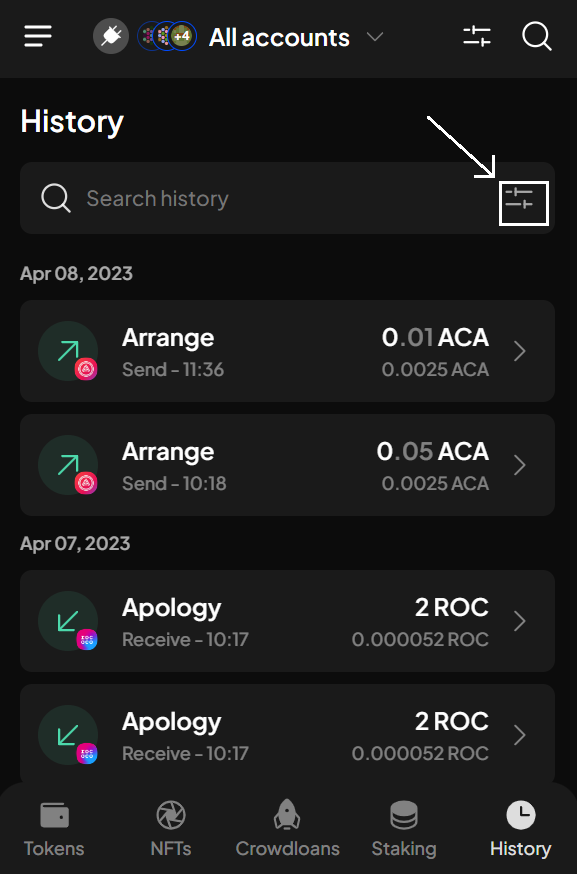 +4 All accounts
History
Search history
Apr 08, 2023
Arrange 0.01 ACA
Send - 11:36 0.0025 ACA
Arrange 0.05 ACA
Send - 10:18 0.0025 ACA
Apr 07, 2023
Apology 2 ROC
Receive - 10:17 0.000052 ROC
Apology 2 ROC
Receive - 10:17 0.000052 ROC
Tokens NFTs Crowdloans Staking History